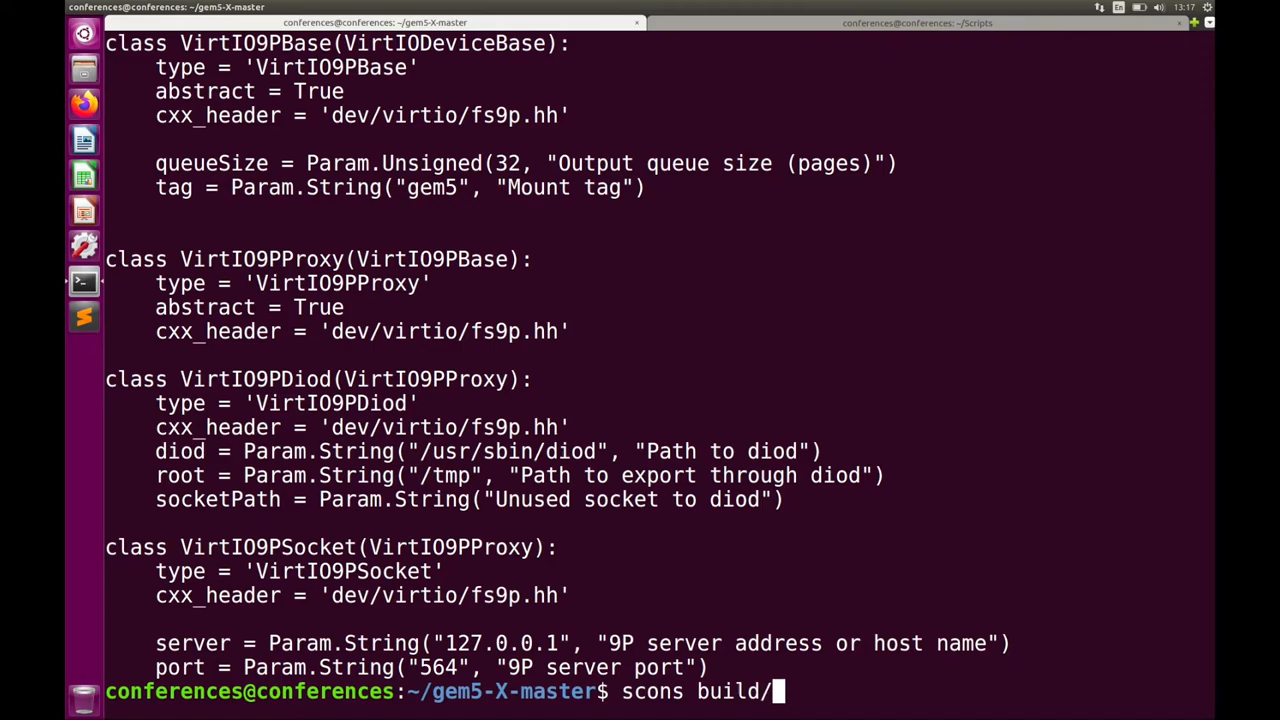 conferences@conferences: ~/gem5-X-master
En
13:17
conferences@conferences: ~/gem5-X-master
×
conferences@conferences: ~/Scripts
×
class VirtIO9PBase(VirtIODeviceBase):
    type = 'VirtIO9PBase'
    abstract = True
    cxx_header = 'dev/virtio/fs9p.hh'
    queueSize = Param.Unsigned(32, "Output queue size (pages)")
    tag = Param.String("gem5", "Mount tag")
class VirtIO9PProxy(VirtIO9PBase):
    type = 'VirtIO9PProxy'
    abstract = True
    cxx_header = 'dev/virtio/fs9p.hh'
class VirtIO9PDiod(VirtIO9PProxy):
    type = 'VirtIO9PDiod'
    cxx_header = 'dev/virtio/fs9p.hh'
    diod = Param.String("/usr/sbin/diod", "Path to diod")
    root = Param.String("/tmp", "Path to export through diod")
    socketPath = Param.String("Unused socket to diod")
class VirtIO9PSocket(VirtIO9PProxy):
    type = 'VirtIO9PSocket'
    cxx_header = 'dev/virtio/fs9p.hh'
    server = Param.String("127.0.0.1", "9P server address or host name")
    port = Param.String("564", "9P server port")
conferences@conferences:~/gem5-X-master$ scons build/